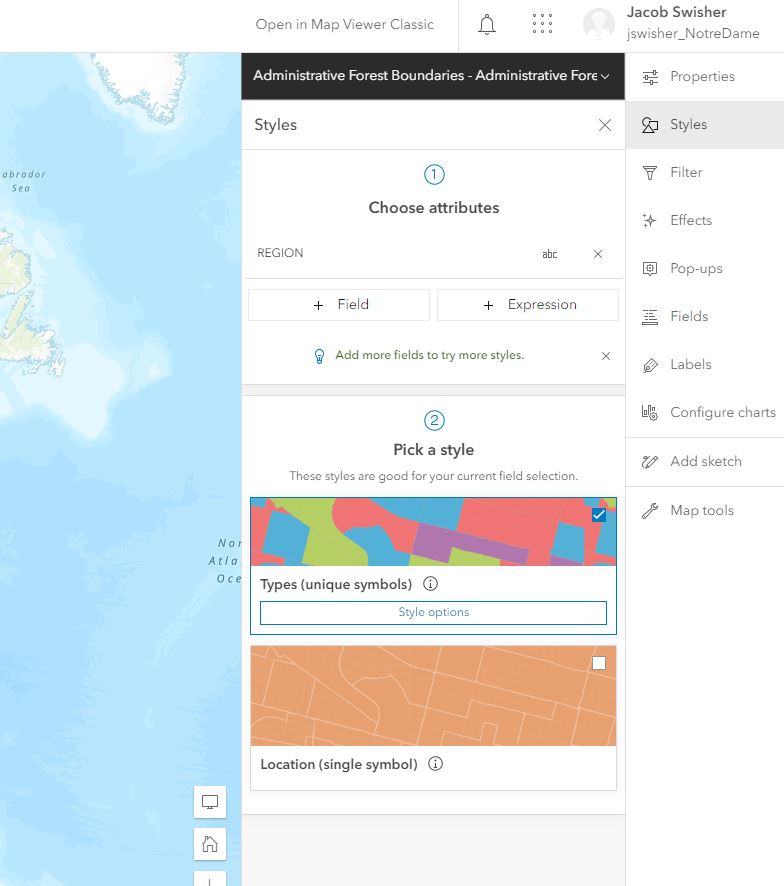 Open in Map Viewer Classic
Jacob Swisher
jswisher_NotreDame
abrador
Sea
Nor
Atla
Oce
Administrative Forest Boundaries - Administrative Fore
Styles
1
Choose attributes
REGION abc
+ Field + Expression
Add more fields to try more styles.
2
Pick a style
These styles are good for your current field selection.
Types (unique symbols)
Style options
Location (single symbol)
Properties
Styles
Filter
Effects
Pop-ups
Fields
Labels
Configure charts
Add sketch
Map tools